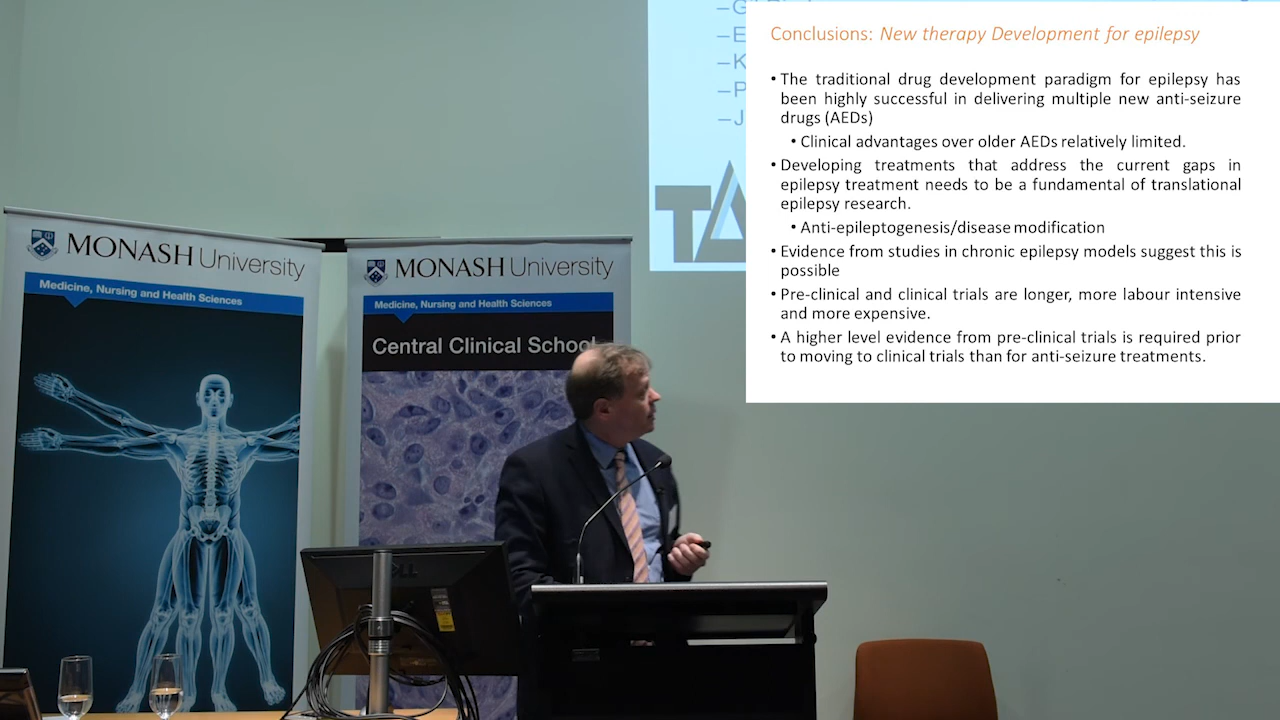 MONASH University
Medicine, Nursing and Health Sciences
MONASH University
Medicine, Nursing and Health Sciences
Central Clinical School
–E
–K
–P
–J
Conclusions: New therapy Development for epilepsy
• The traditional drug development paradigm for epilepsy has
been highly successful in delivering multiple new anti-seizure
drugs (AEDs)
• Clinical advantages over older AEDs relatively limited.
• Developing treatments that address the current gaps in
epilepsy treatment needs to be a fundamental of translational
epilepsy research.
• Anti-epileptogenesis/disease modification
• Evidence from studies in chronic epilepsy models suggest this is
possible
• Pre-clinical and clinical trials are longer, more labour intensive
and more expensive.
• A higher level evidence from pre-clinical trials is required prior
to moving to clinical trials than for anti-seizure treatments.
DELL